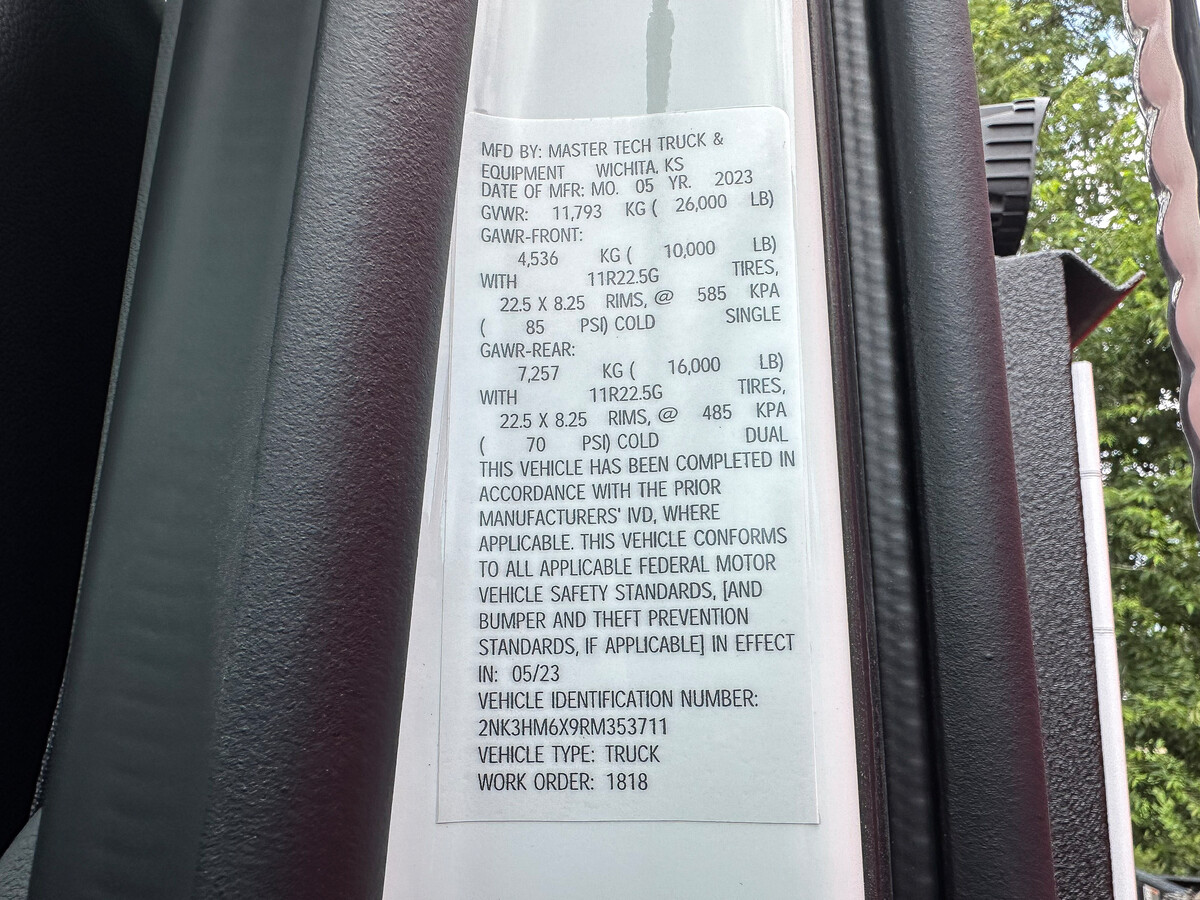 MFD BY: MASTER TECH TRUCK &
EQUIPMENT WICHITA, KS
DATE OF MFR: MO. 05 YR. 2023
GVWR: 11,793 KG ( 26,000 LB)
GAWR-FRONT:
4,536 KG ( 10,000 LB)
WITH 11R22.5G TIRES,
22.5 X 8.25 RIMS, @ 585 KPA
( 85 PSI) COLD SINGLE
GAWR-REAR:
7,257 KG ( 16,000 LB)
WITH 11R22.5G TIRES,
22.5 X 8.25 RIMS, @ 485 KPA
( 70 PSI) COLD DUAL
THIS VEHICLE HAS BEEN COMPLETED IN
ACCORDANCE WITH THE PRIOR
MANUFACTURERS' IVD, WHERE
APPLICABLE. THIS VEHICLE CONFORMS
TO ALL APPLICABLE FEDERAL MOTOR
VEHICLE SAFETY STANDARDS, [AND
BUMPER AND THEFT PREVENTION
STANDARDS, IF APPLICABLE] IN EFFECT
IN: 05/23
VEHICLE IDENTIFICATION NUMBER:
2NK3HM6X9RM353711
VEHICLE TYPE: TRUCK
WORK ORDER: 1818